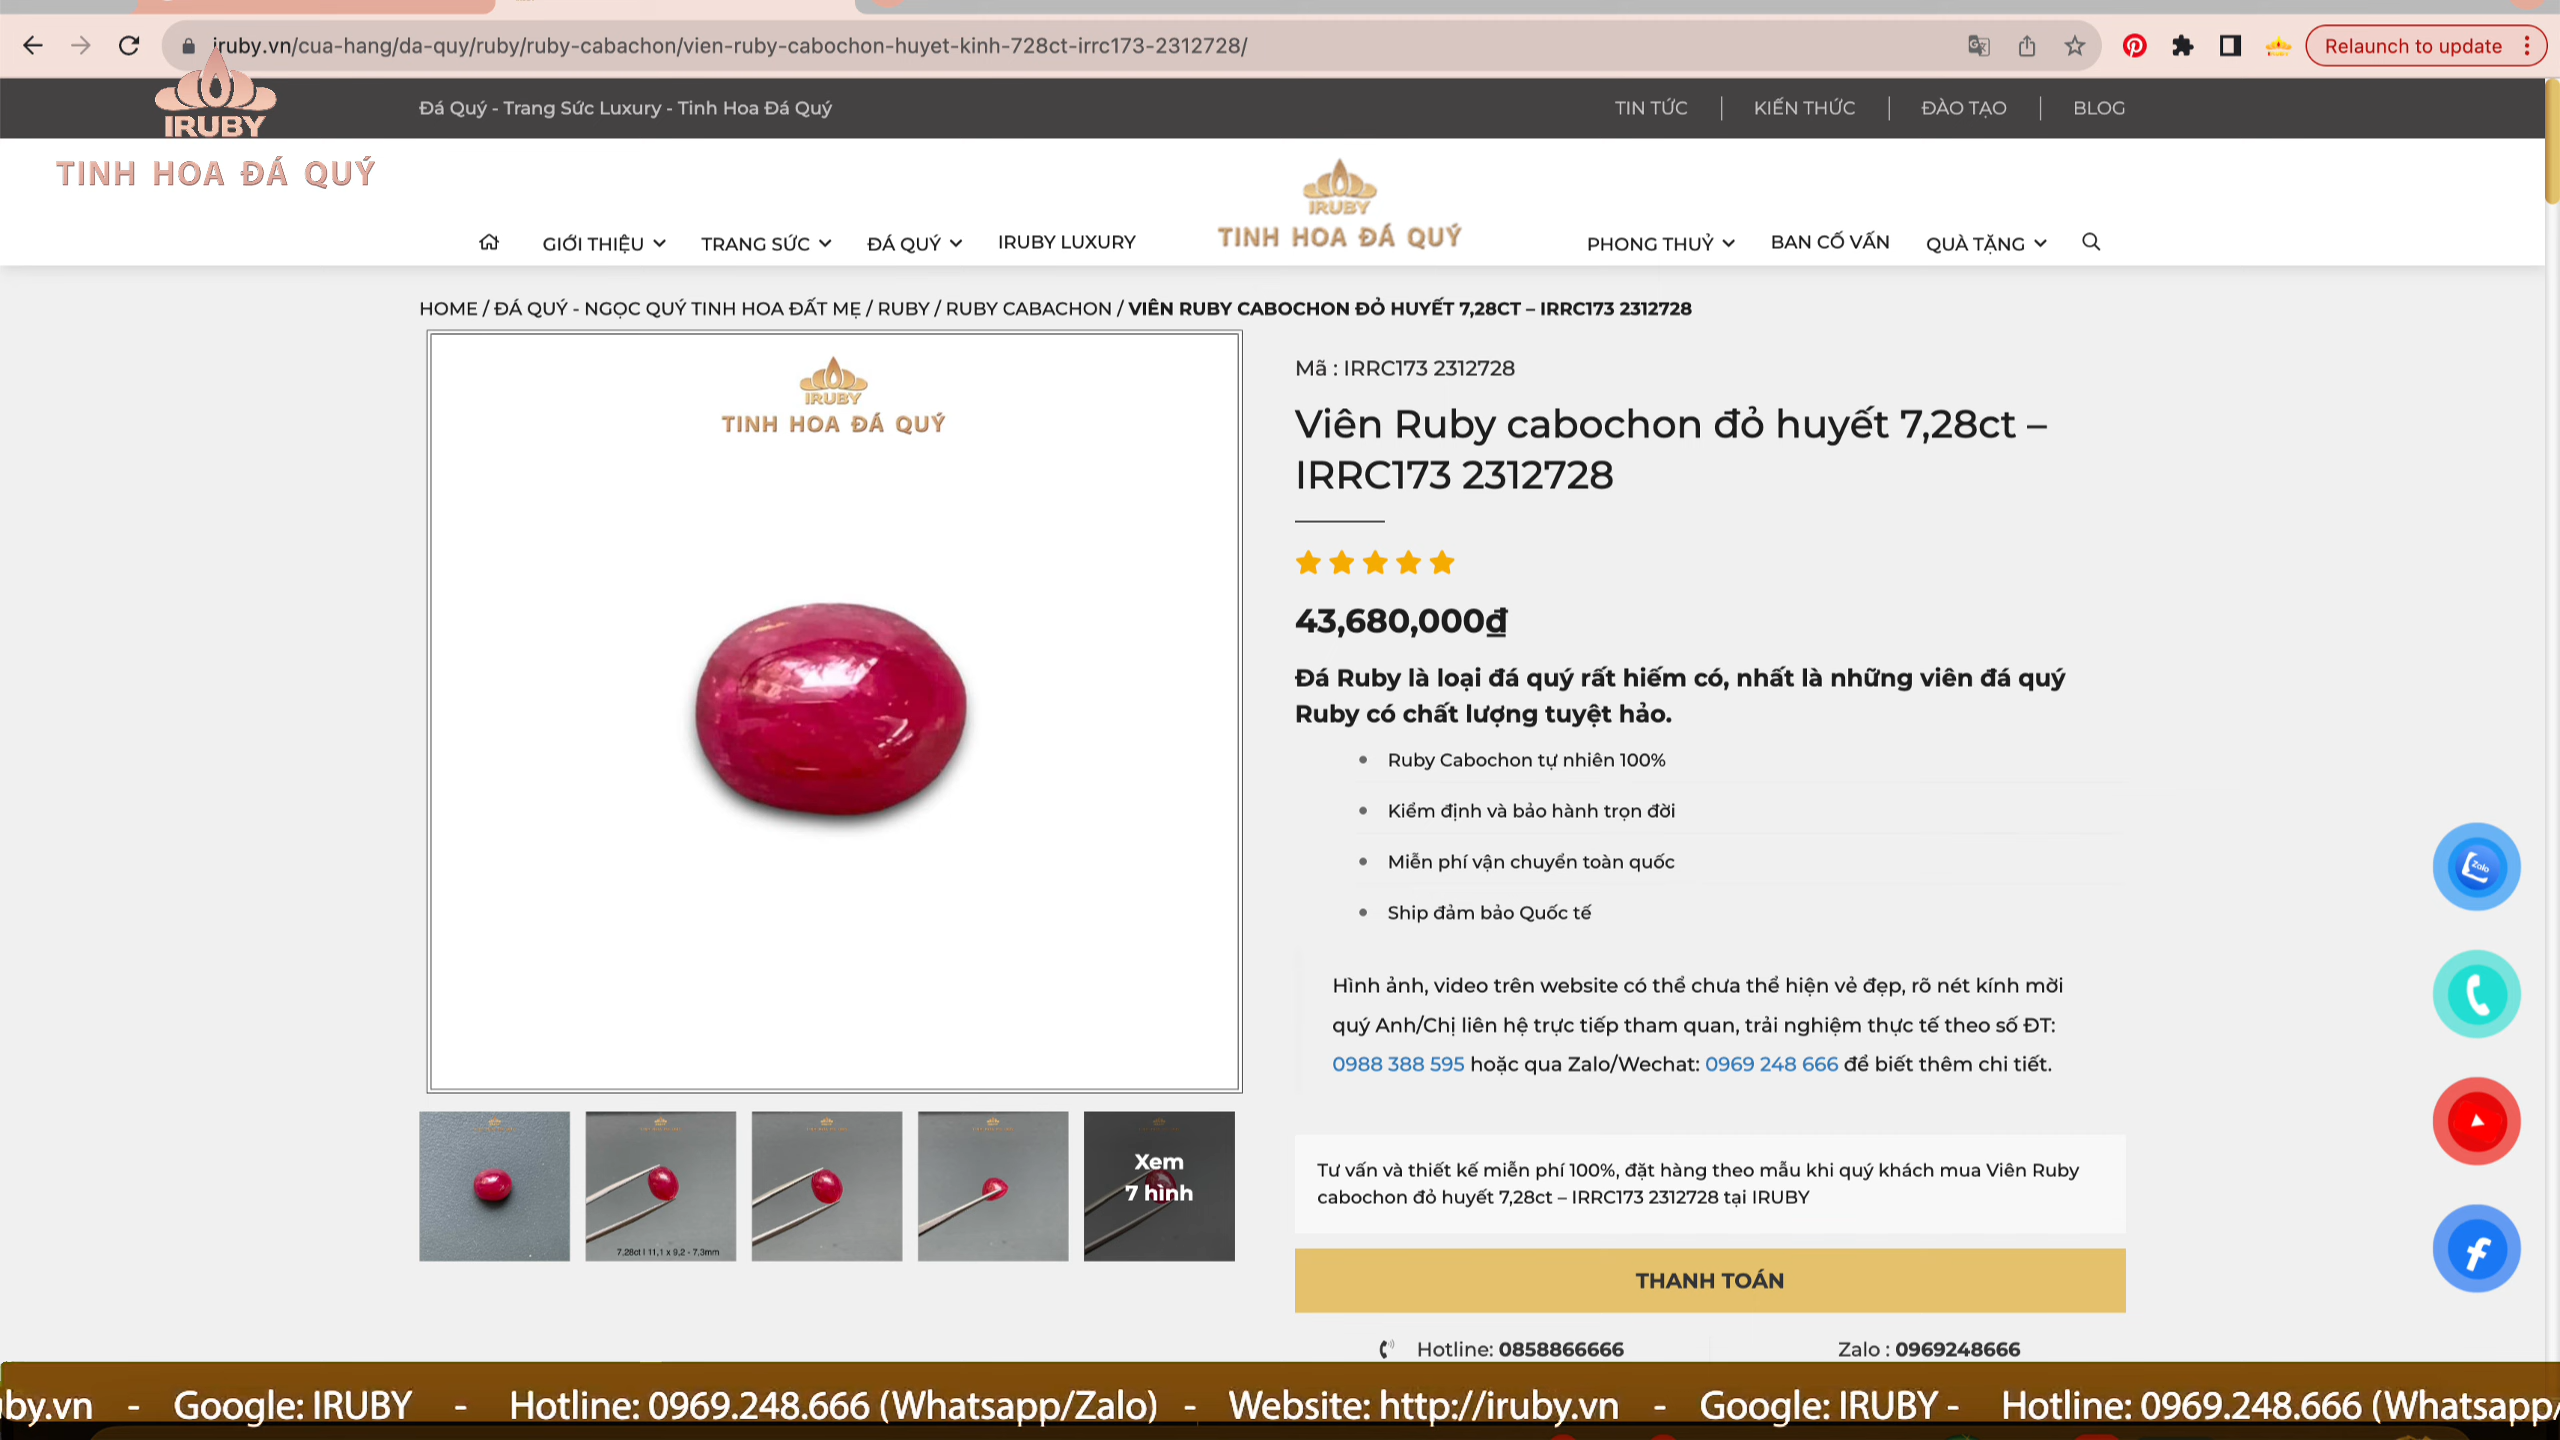 iruby.vn/cua-hang/da-quy/ruby/ruby-cabachon/vien-ruby-cabochon-huyet-kinh-728ct-irrc173-2312728/
Relaunch to update
IRUBY
TINH HOA ĐÁ QUÝ
Đá Quý - Trang Sức Luxury - Tinh Hoa Đá Quý
TIN TỨC
KIẾN THỨC
ĐÀO TẠO
BLOG
GIỚI THIỆU
TRANG SỨC
ĐÁ QUÝ
IRUBY LUXURY
IRUBY
TINH HOA ĐÁ QUÝ
PHONG THUỶ
BAN CỐ VẤN
QUÀ TẶNG
HOME / ĐÁ QUÝ - NGỌC QUÝ TINH HOA ĐẤT MẸ / RUBY / RUBY CABACHON / VIÊN RUBY CABOCHON ĐỎ HUYẾT 7,28CT – IRRC173 2312728
IRUBY
TINH HOA ĐÁ QUÝ
Mã : IRRC173 2312728
Viên Ruby cabochon đỏ huyết 7,28ct –
IRRC173 2312728
43,680,000₫
Đá Ruby là loại đá quý rất hiếm có, nhất là những viên đá quý
Ruby có chất lượng tuyệt hảo.
Ruby Cabochon tự nhiên 100%
Kiểm định và bảo hành trọn đời
Miễn phí vận chuyển toàn quốc
Ship đảm bảo Quốc tế
Hình ảnh, video trên website có thể chưa thể hiện vẻ đẹp, rõ nét kính mời
quý Anh/Chị liên hệ trực tiếp tham quan, trải nghiệm thực tế theo số ĐT:
0988 388 595 hoặc qua Zalo/Wechat: 0969 248 666 để biết thêm chi tiết.
Zalo
7,28ct | 11,1 x 9,2 - 7,3mm
Xem
7 hình
Tư vấn và thiết kế miễn phí 100%, đặt hàng theo mẫu khi quý khách mua Viên Ruby
cabochon đỏ huyết 7,28ct – IRRC173 2312728 tại IRUBY
THANH TOÁN
Hotline: 0858866666
Zalo : 0969248666
by.vn - Google: IRUBY - Hotline: 0969.248.666 (Whatsapp/Zalo) - Website: http://iruby.vn - Google: IRUBY - Hotline: 0969.248.666 (Whatsapp/